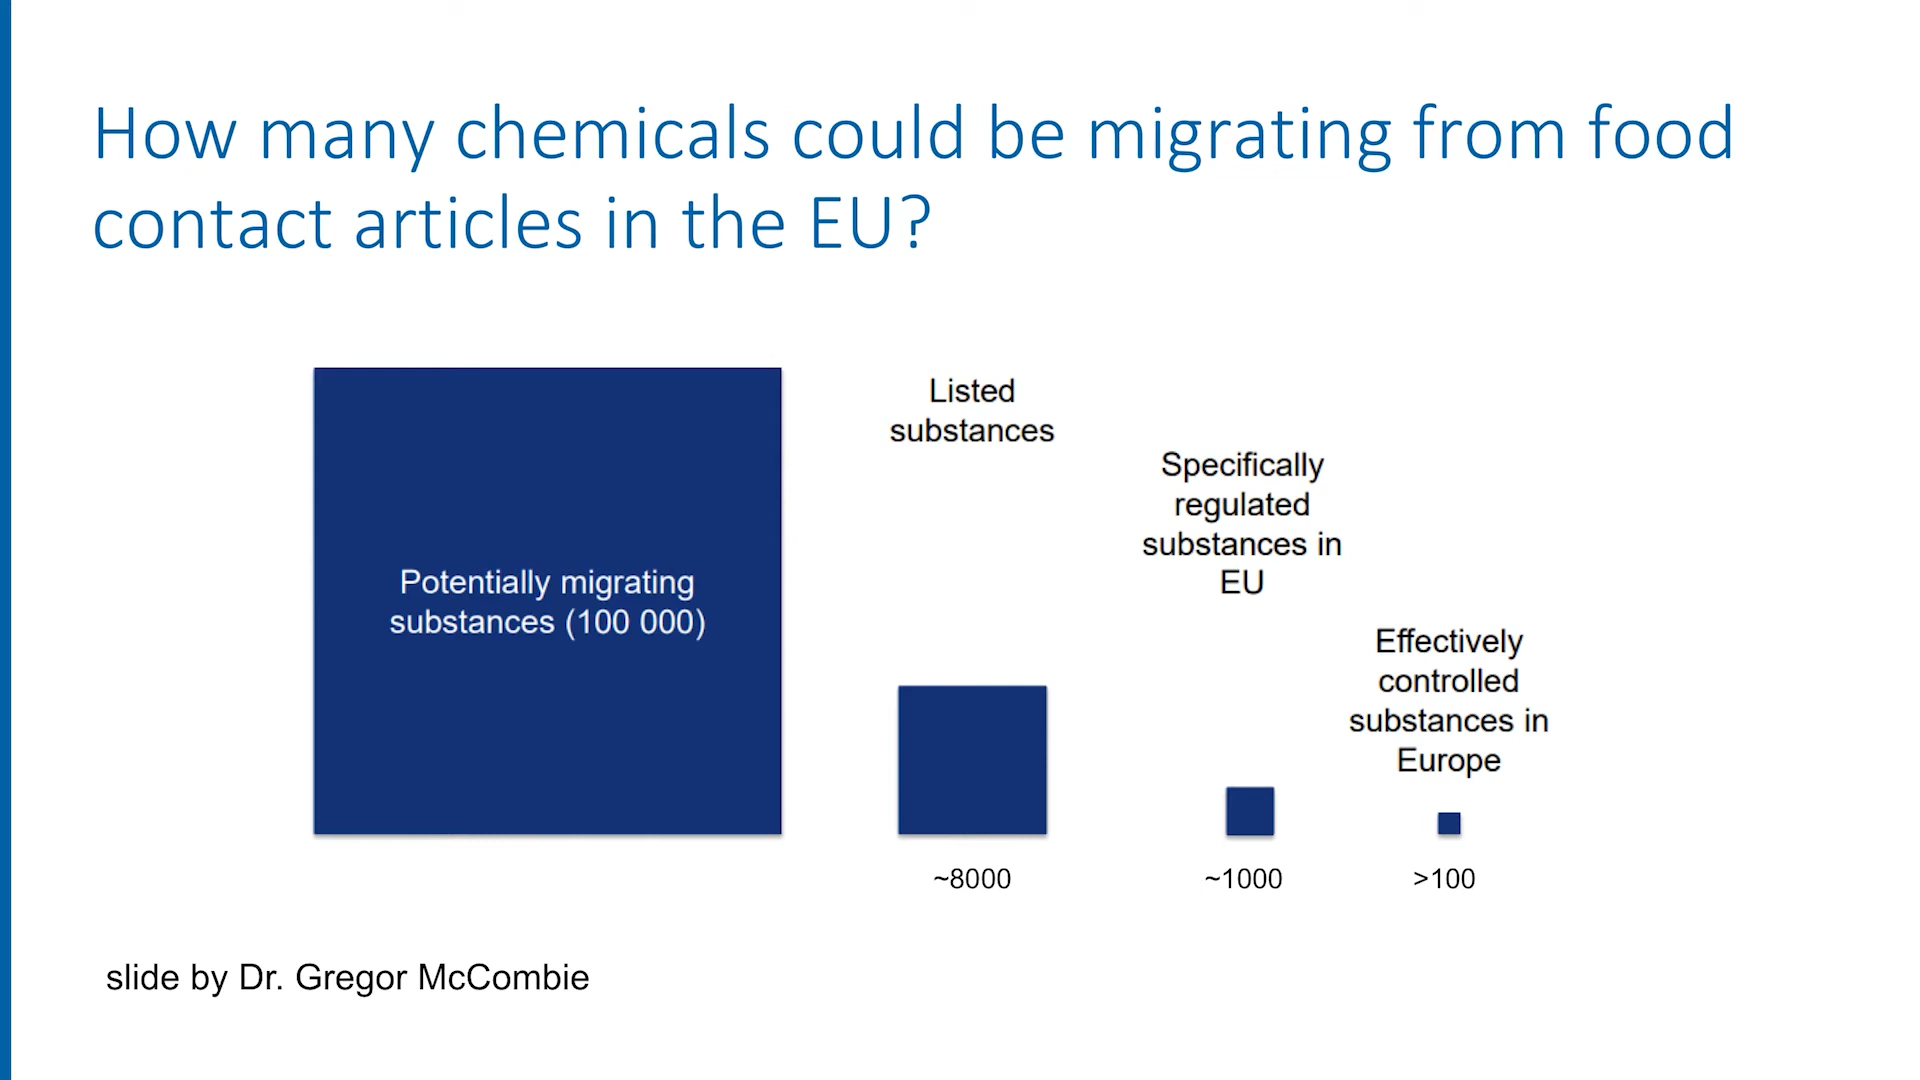 How many chemicals could be migrating from food
contact articles in the EU?
Potentially migrating
substances (100 000)
Listed
substances
~8000
Specifically
regulated
substances in
EU
~1000
Effectively
controlled
substances in
Europe
>100
slide by Dr. Gregor McCombie